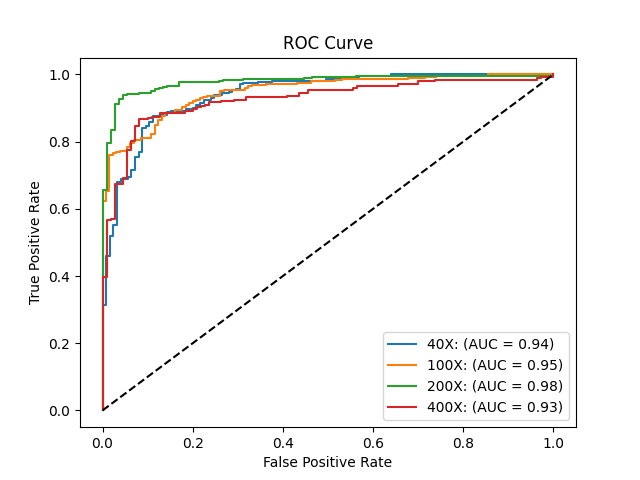 ROC Curve
True Positive Rate
1.0
0.8
0.6
0.4
0.2
0.0
0.0 0.2 0.4 0.6 0.8 1.0
False Positive Rate
40X: (AUC = 0.94)
100X: (AUC = 0.95)
200X: (AUC = 0.98)
400X: (AUC = 0.93)